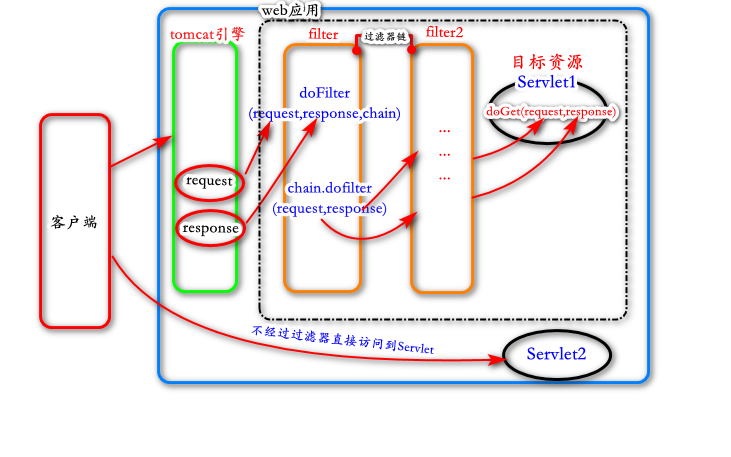 web应用
tomcat引擎
filter
过滤器链
filter2
目标资源
Servlet1
doGet(request,response)
doFilter
(request,response,chain)
...
...
...
request
chain.dofilter
(request,response)
response
客户端
不经过过滤器直接访问到Servlet
Servlet2